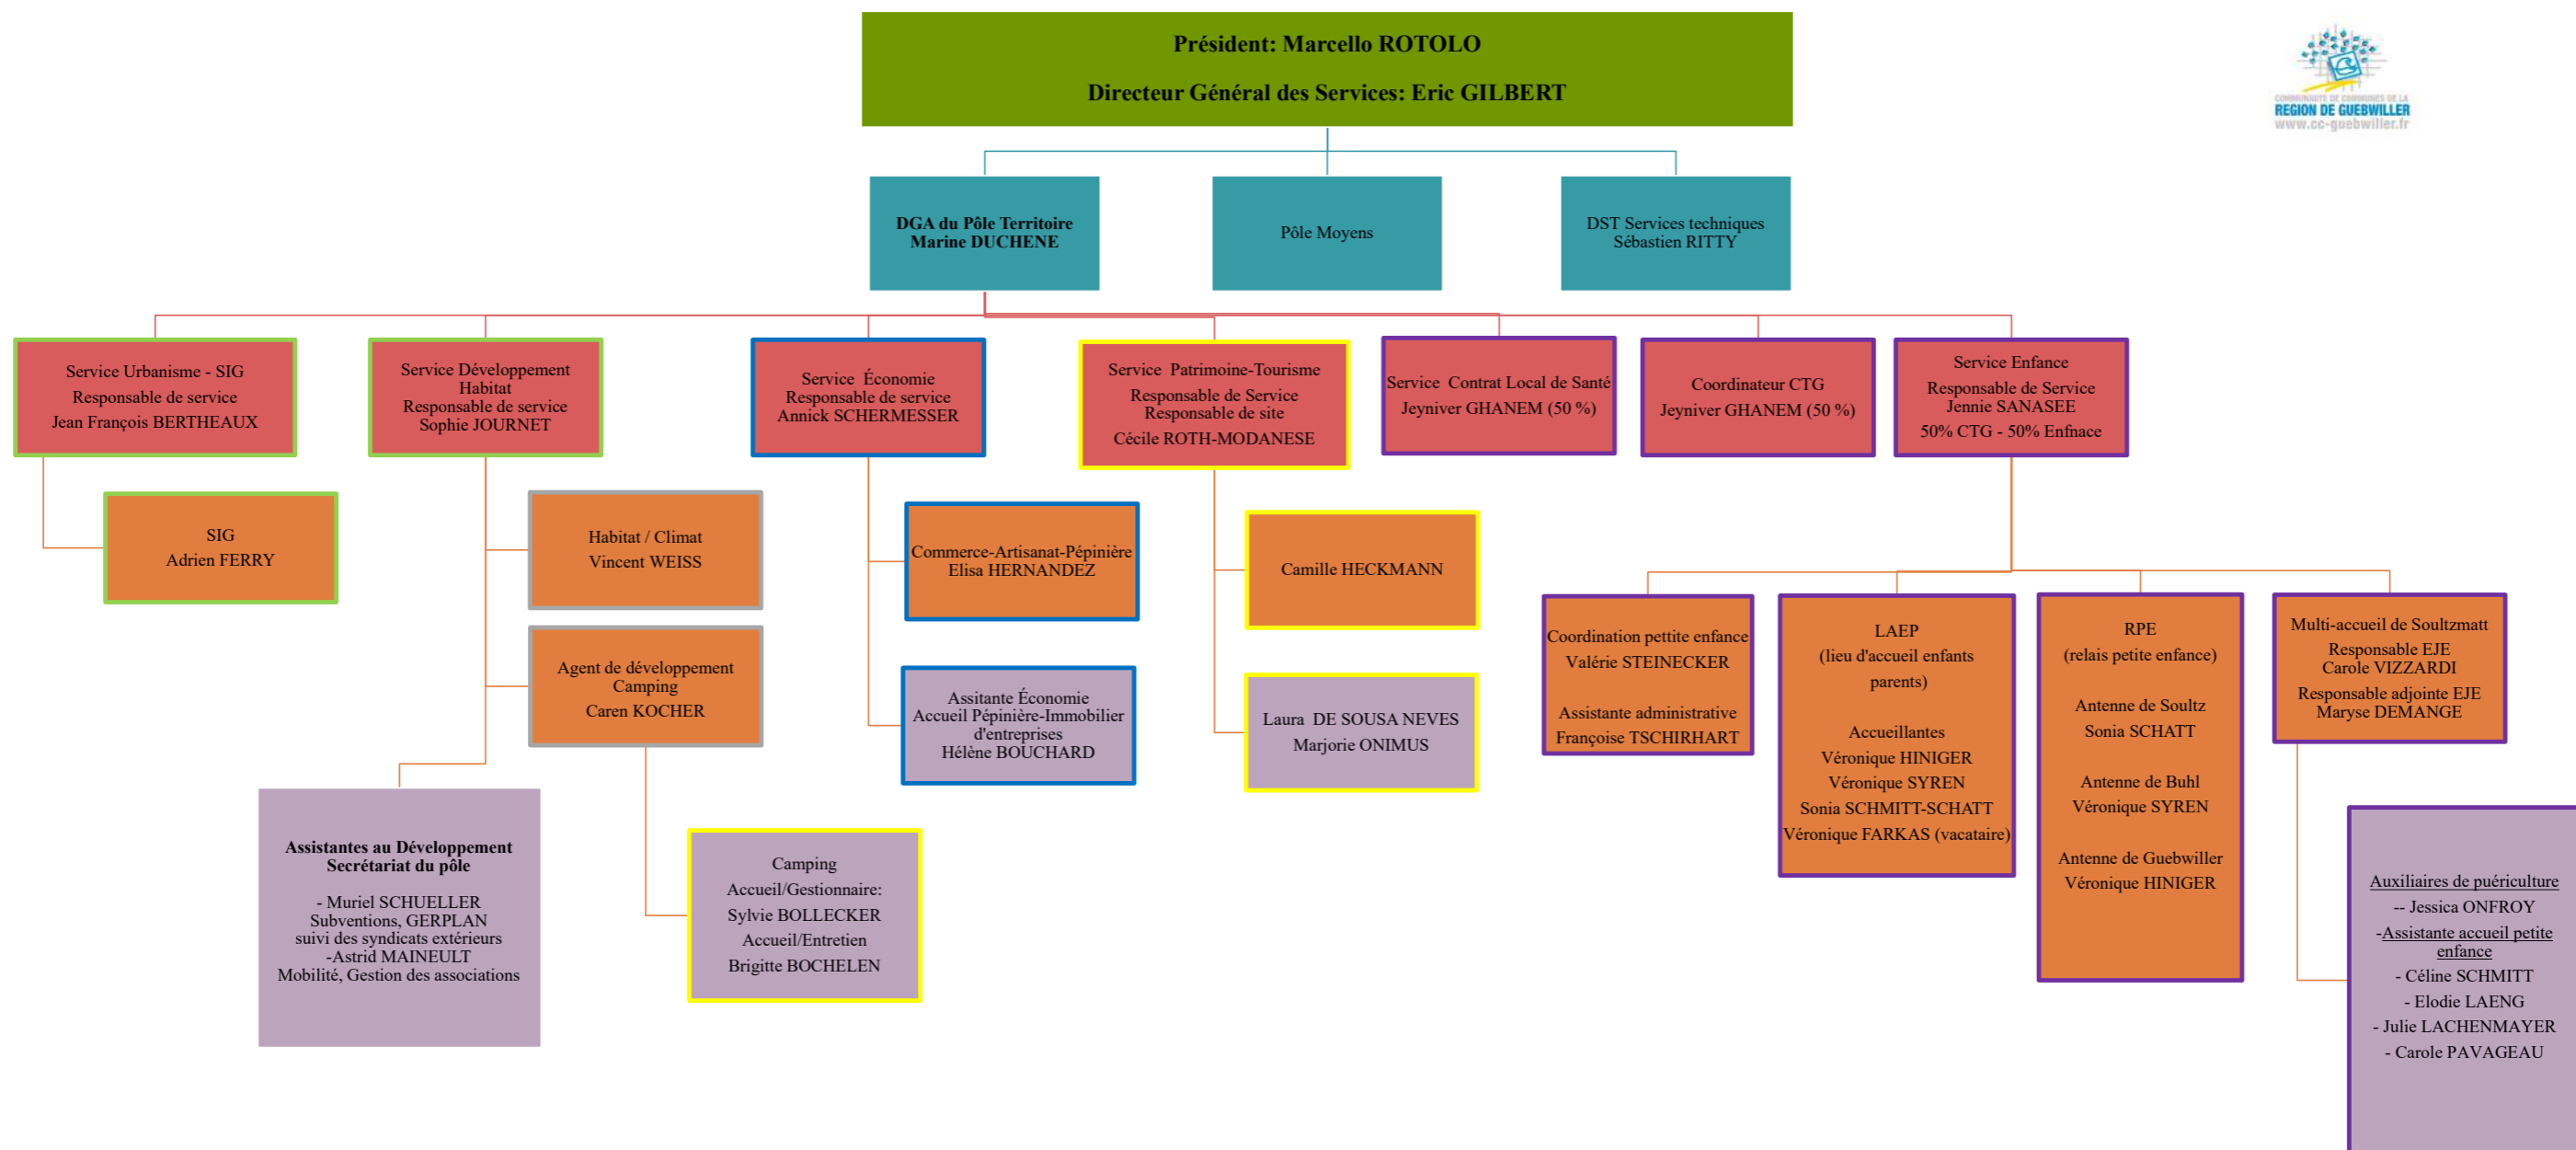 Président: Marcello ROTOLO
Directeur Général des Services: Eric GILBERT
COMMUNAUTE DE COMMUNES DE LA
REGION DE GUEBWILLER
www.cc-guebwiller.fr
DGA du Pôle Territoire
Marine DUCHENE
Pôle Moyens
DST Services techniques
Sébastien RITTY
Service Urbanisme - SIG
Responsable de service
Jean François BERTHEAUX
Service Développement
Habitat
Responsable de service
Sophie JOURNET
Service Économie
Responsable de service
Annick SCHERMESSER
Service Patrimoine-Tourisme
Responsable de Service
Responsable de site
Cécile ROTH-MODANESE
Service Contrat Local de Santé
Jeyniver GHANEM (50 %)
Coordinateur CTG
Jeyniver GHANEM (50 %)
Service Enfance
Responsable de Service
Jennie SANASEE
50% CTG - 50% Enfnace
SIG
Adrien FERRY
Habitat / Climat
Vincent WEISS
Agent de développement
Camping
Caren KOCHER
Assistantes au Développement
Secrétariat du pôle
- Muriel SCHUELLER
Subventions, GERPLAN
suivi des syndicats extérieurs
-Astrid MAINEULT
Mobilité, Gestion des associations
Camping
Accueil/Gestionnaire:
Sylvie BOLLECKER
Accueil/Entretien
Brigitte BOCHELEN
Commerce-Artisanat-Pépinière
Elisa HERNANDEZ
Assitante Économie
Accueil Pépinière-Immobilier
d'entreprises
Hélène BOUCHARD
Camille HECKMANN
Laura DE SOUSA NEVES
Marjorie ONIMUS
Coordination pettite enfance
Valérie STEINECKER
Assistante administrative
Françoise TSCHIRHART
LAEP
(lieu d'accueil enfants
parents)
Accueillantes
Véronique HINIGER
Véronique SYREN
Sonia SCHMITT-SCHATT
Véronique FARKAS (vacataire)
RPE
(relais petite enfance)
Antenne de Soultz
Sonia SCHATT
Antenne de Buhl
Véronique SYREN
Antenne de Guebwiller
Véronique HINIGER
Multi-accueil de Soultzmatt
Responsable EJE
Carole VIZZARDI
Responsable adjointe EJE
Maryse DEMANGE
Auxiliaires de puériculture
-- Jessica ONFROY
-Assistante accueil petite
enfance
- Céline SCHMITT
- Elodie LAENG
- Julie LACHENMAYER
- Carole PAVAGEAU